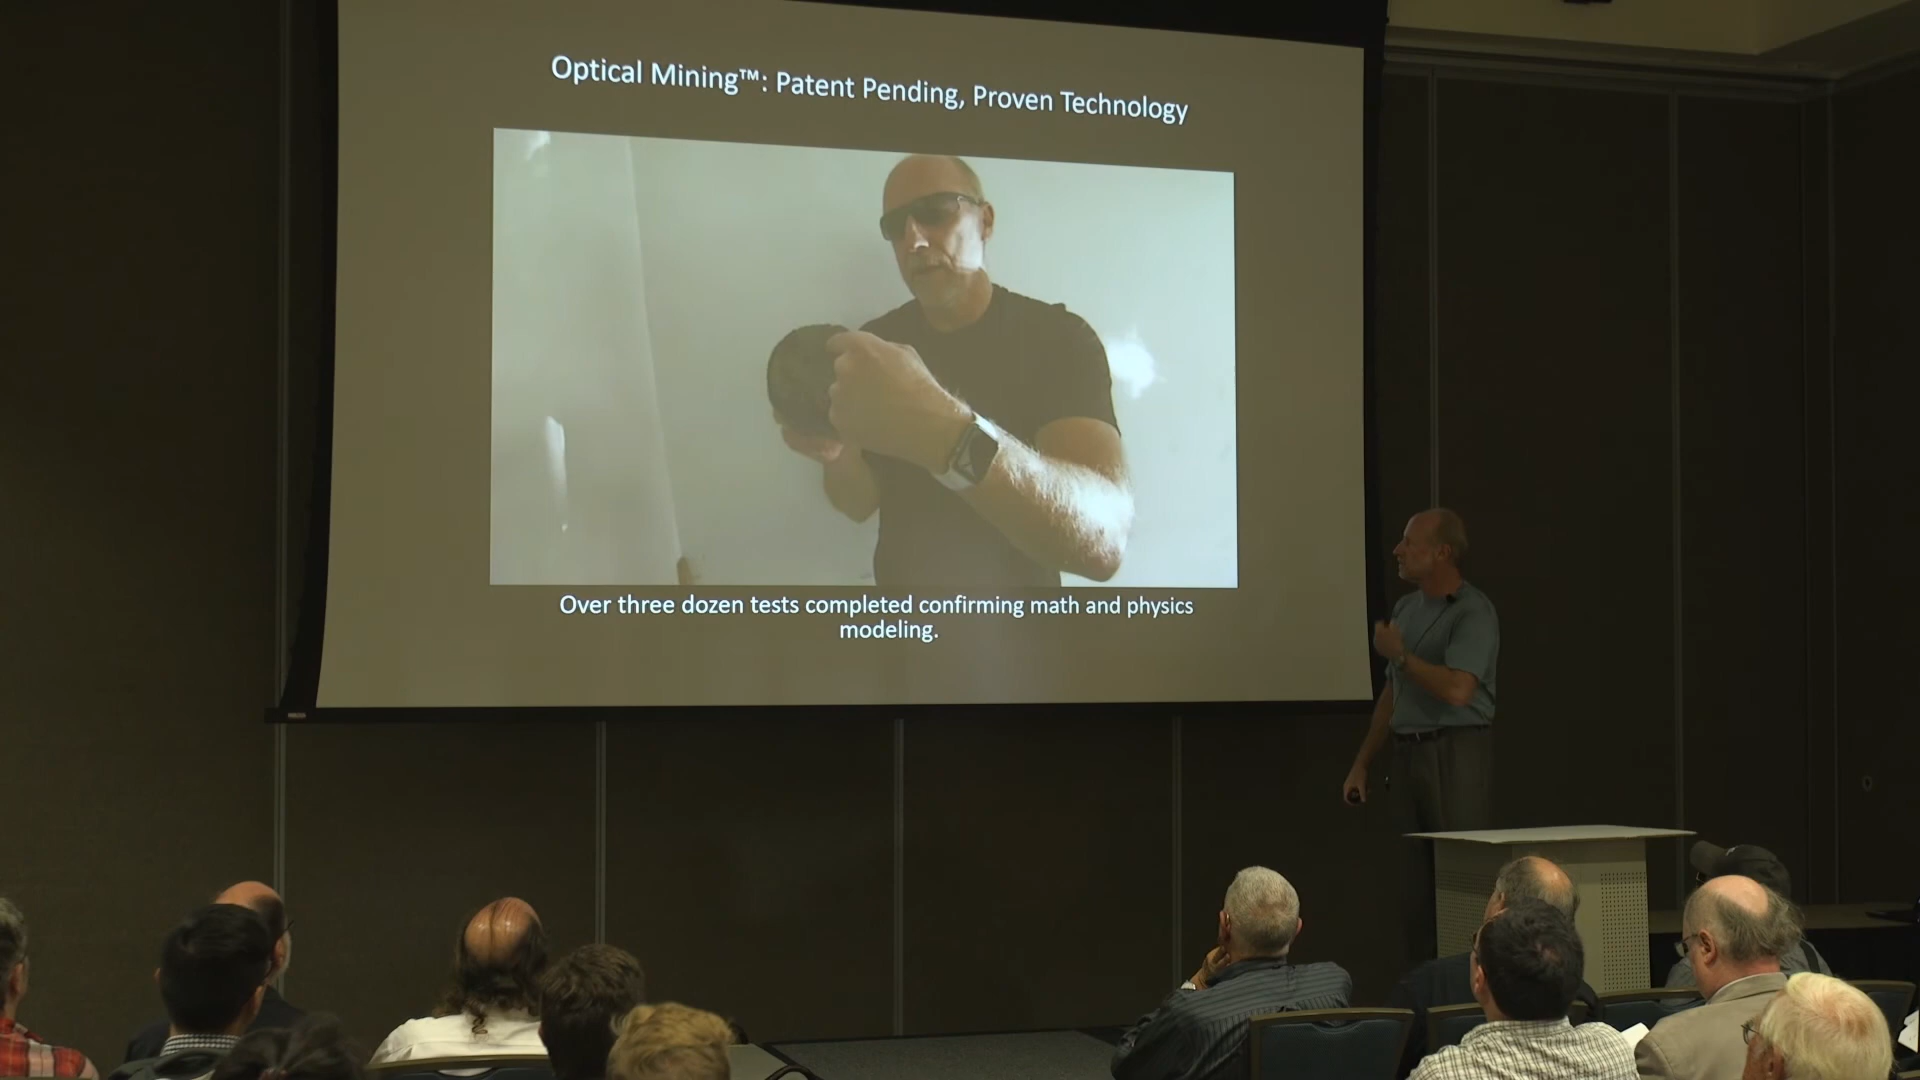 Optical Mining™: Patent Pending, Proven Technology
Over three dozen tests completed confirming math and physics
modeling.